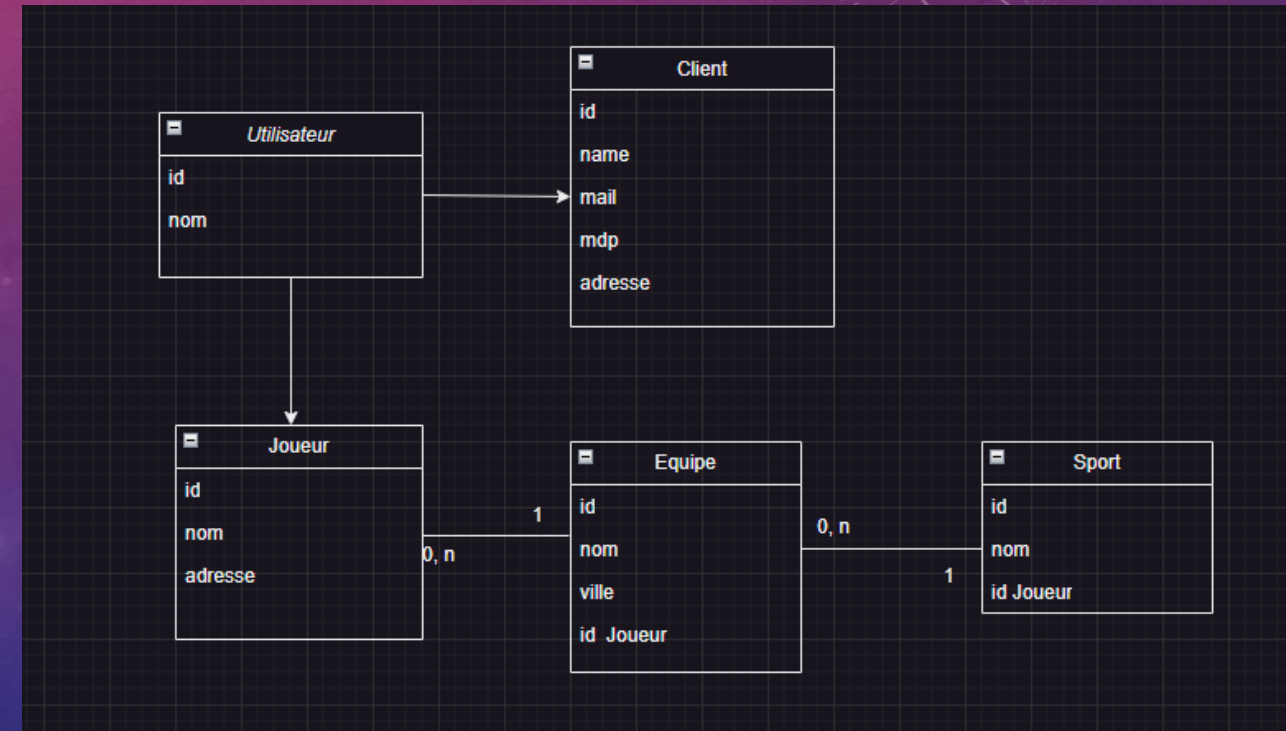 Utilisateur
id
nom
Client
id
name
mail
mdp
adresse
Joueur
id
nom
adresse
1
0, n
Equipe
id
nom
ville
id Joueur
0, n
1
Sport
id
nom
id Joueur